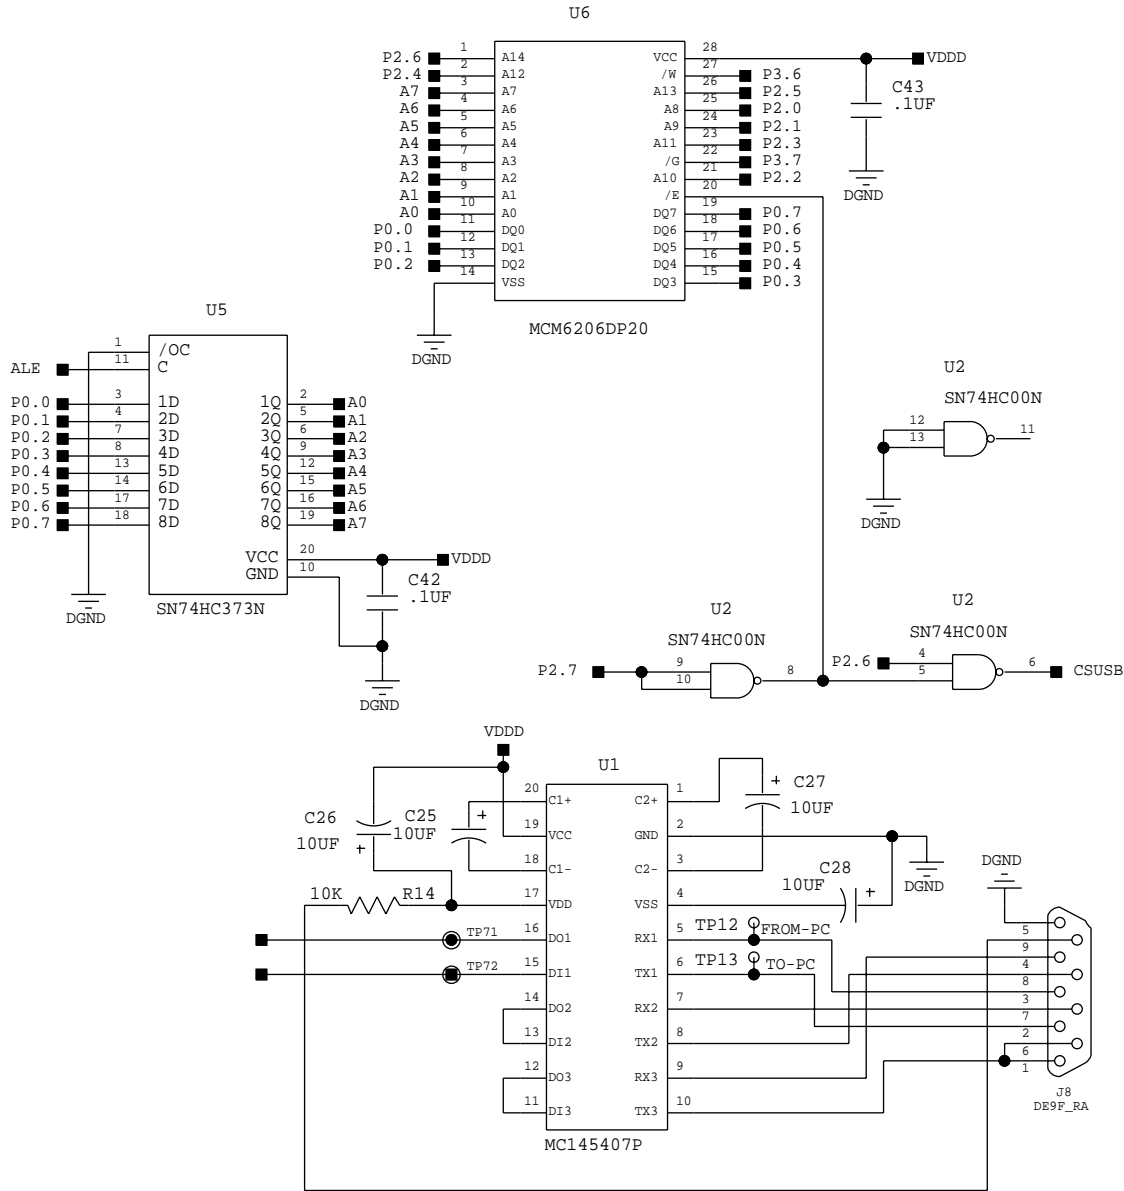 U6
P2.6 1 A14 VCC 28 VDDD
P2.4 2 A12 /W 27 P3.6
A7 3 A7 A13 26 P2.5
A6 4 A6 A8 25 P2.0
A5 5 A5 A9 24 P2.1
A4 6 A4 A11 23 P2.3
A3 7 A3 /G 22 P3.7
A2 8 A2 A10 21 P2.2
A1 9 A1 /E 20
A0 10 A0 DQ7 19 P0.7
P0.0 11 DQ0 DQ6 18 P0.6
P0.1 12 DQ1 DQ5 17 P0.5
P0.2 13 DQ2 DQ4 16 P0.4
14 VSS DQ3 15 P0.3
MCM6206DP20
DGND
C43
.1UF
DGND
U5
1 /OC
ALE 11 C
P0.0 3 1D 1Q 2 A0
P0.1 4 2D 2Q 5 A1
P0.2 7 3D 3Q 6 A2
P0.3 8 4D 4Q 9 A3
P0.4 13 5D 5Q 12 A4
P0.5 14 6D 6Q 15 A5
P0.6 17 7D 7Q 16 A6
P0.7 18 8D 8Q 19 A7
VCC 20 VDDD
GND 10
C42
.1UF
DGND
SN74HC373N
DGND
U2
SN74HC00N
12
13
11
DGND
U2
SN74HC00N
P2.7 9
10
8
U2
SN74HC00N
P2.6 4
5
6 CSUSB
VDDD
U1
20 C1+ C2+ 1
19 VCC GND 2
18 C1- C2- 3
17 VDD VSS 4
16 DO1 RX1 5
15 DI1 TX1 6
14 DO2 RX2 7
13 DI2 TX2 8
12 DO3 RX3 9
11 DI3 TX3 10
MC145407P
C26
10UF +
C25
10UF +
+ C27
10UF
C28
10UF +
DGND
10K R14
TP71
TP72
TP12 FROM-PC
TP13 TO-PC
DGND
5
9
4
8
3
7
2
6
1
J8
DE9F_RA